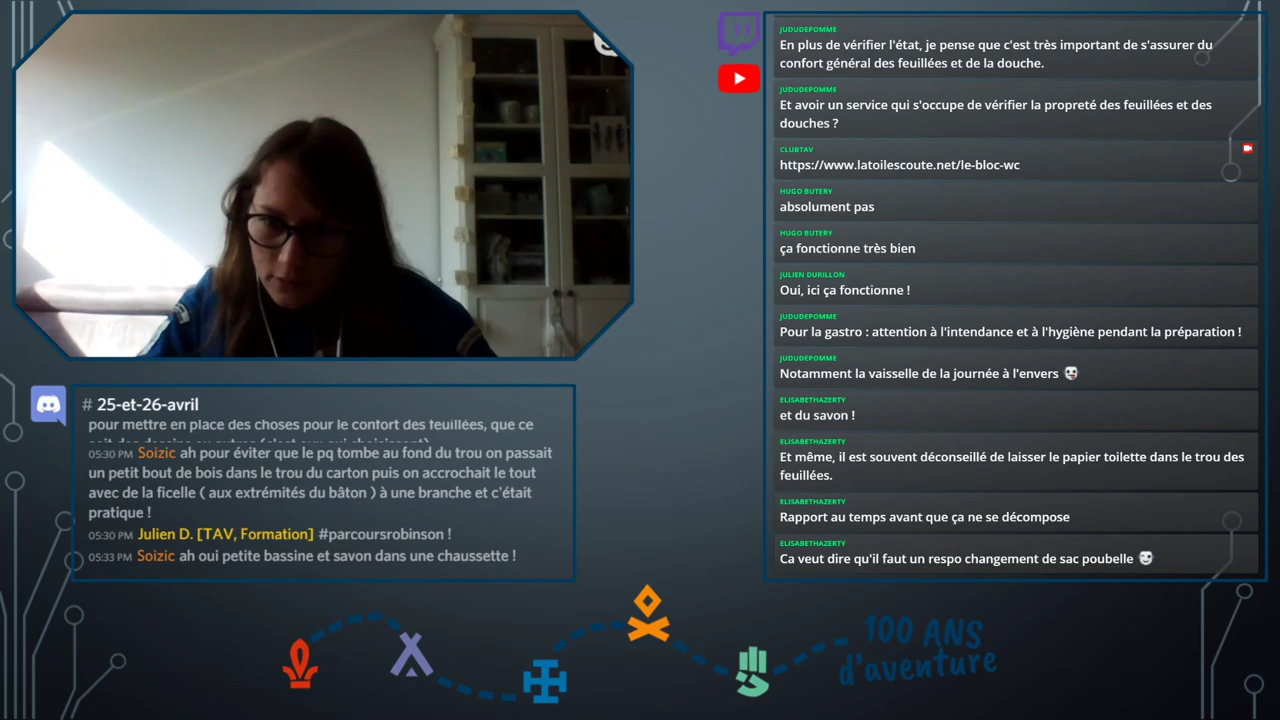 JUDUDEPOMME
En plus de vérifier l'état, je pense que c'est très important de s'assurer du
confort général des feuillées et de la douche.
JUDUDEPOMME
Et avoir un service qui s'occupe de vérifier la propreté des feuillées et des
douches ?
CLUBTAV
https://www.latoilescoute.net/le-bloc-wc
HUGO BUTERY
absolument pas
HUGO BUTERY
ça fonctionne très bien
JULIEN DURILLON
Oui, ici ça fonctionne !
JUDUDEPOMME
Pour la gastro : attention à l'intendance et à l'hygiène pendant la préparation !
JUDUDEPOMME
Notamment la vaisselle de la journée à l'envers
ELISABETHAZERTY
et du savon !
ELISABETHAZERTY
Et même, il est souvent déconseillé de laisser le papier toilette dans le trou des
feuillées.
ELISABETHAZERTY
Rapport au temps avant que ça ne se décompose
ELISABETHAZERTY
Ca veut dire qu'il faut un respo changement de sac poubelle
# 25-et-26-avril
pour mettre en place des choses pour le confort des feuillées, que ce
soit des dessins ou autres (c'est eux qui choisissent)
05:30 PM Soizic ah pour éviter que le pq tombe au fond du trou on passait
un petit bout de bois dans le trou du carton puis on accrochait le tout
avec de la ficelle ( aux extrémités du bâton ) à une branche et c'était
pratique !
05:30 PM Julien D. [TAV, Formation] #parcoursrobinson !
05:33 PM Soizic ah oui petite bassine et savon dans une chaussette !
100 ANS
d'aventure